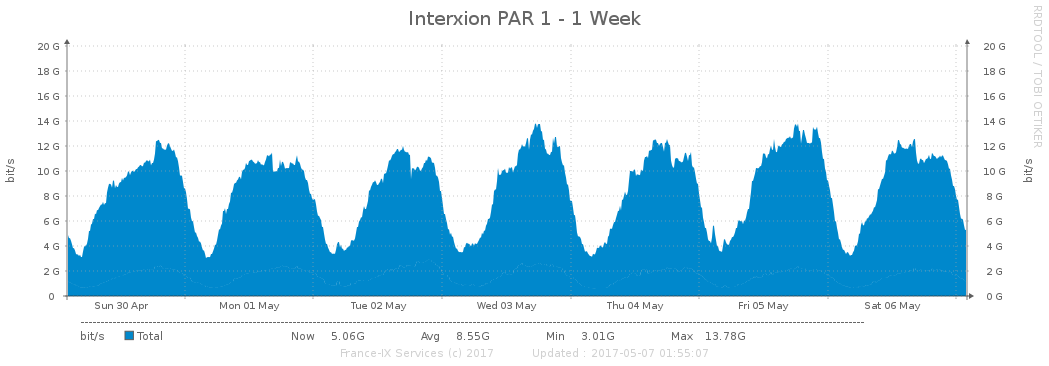 Interxion PAR 1 - 1 Week
RRDTOOL / TOBI OETIKER
bit/s
20 G
18 G
16 G
14 G
12 G
10 G
8 G
6 G
4 G
2 G
0
20 G
18 G
16 G
14 G
12 G
10 G
8 G
6 G
4 G
2 G
0 G
bit/s
Sun 30 Apr Mon 01 May Tue 02 May Wed 03 May Thu 04 May Fri 05 May Sat 06 May
bit/s Total Now 5.06G Avg 8.55G Min 3.01G Max 13.78G
France-IX Services (c) 2017 Updated : 2017-05-07 01:55:07